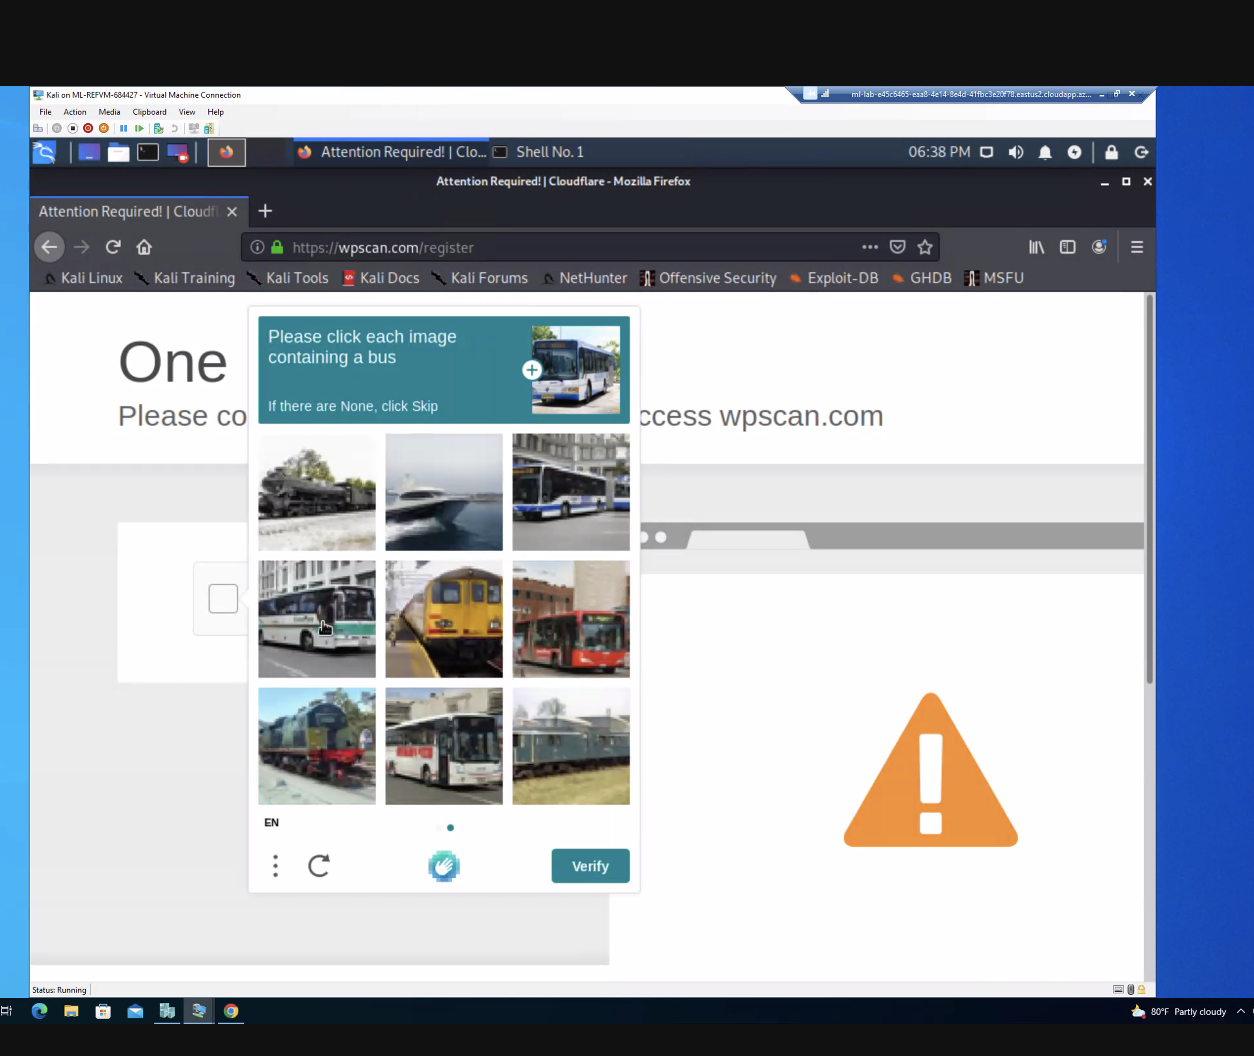 Kali on ML-REFVM-684427 - Virtual Machine Connection
ml-lab-e45c6465-eaa8-4e14-8e4d-41fbc3e20f78.eastus2.cloudapp.az...
File Action Media Clipboard View Help
Attention Required! | Clo... Shell No. 1 06:38 PM
Attention Required! | Cloudflare - Mozilla Firefox
Attention Required! | Cloudfl
https://wpscan.com/register
Kali Linux Kali Training Kali Tools Kali Docs Kali Forums NetHunter Offensive Security Exploit-DB GHDB MSFU
Please click each image
containing a bus
If there are None, click Skip
One
Please co ccess wpscan.com
EN
Verify
Status: Running
80°F Partly cloudy